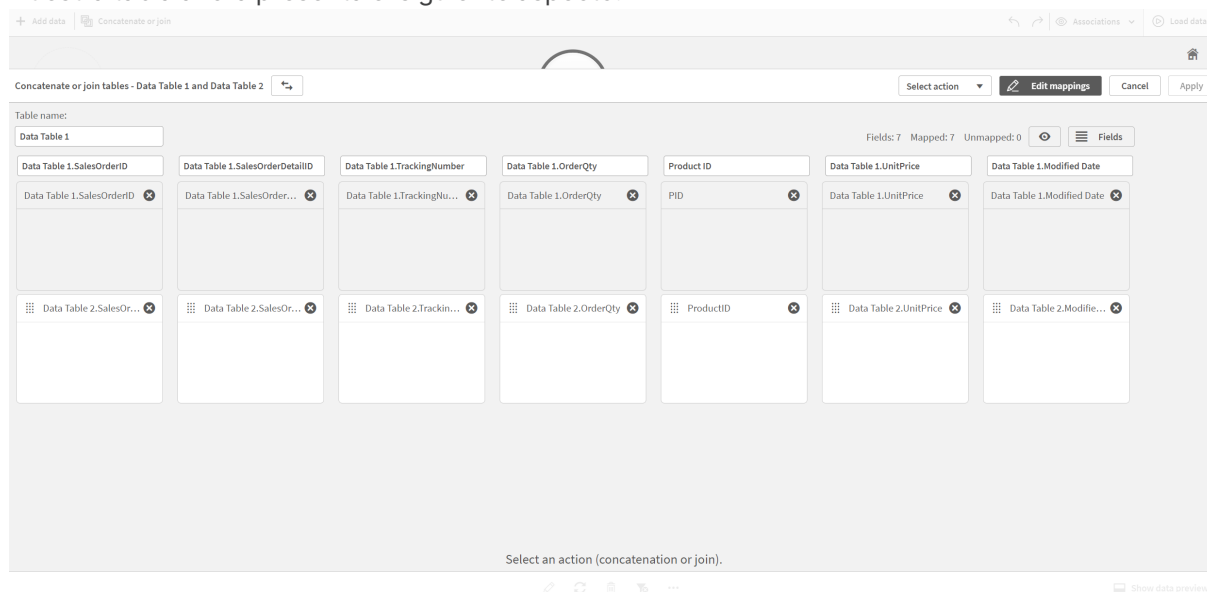 Add data Concatenate or join Associations Load data
Concatenate or join tables - Data Table 1 and Data Table 2 Select action Edit mappings Cancel Apply
Table name:
Data Table 1 Fields: 7 Mapped: 7 Unmapped: 0 Fields
Data Table 1.SalesOrderID Data Table 1.SalesOrderDetailID Data Table 1.TrackingNumber Data Table 1.OrderQty Product ID Data Table 1.UnitPrice Data Table 1.Modified Date
Data Table 1.SalesOrderID Data Table 1.SalesOrder... Data Table 1.TrackingNu... Data Table 1.OrderQty PID Data Table 1.UnitPrice Data Table 1.Modified Date
Data Table 2.SalesOr... Data Table 2.SalesOr... Data Table 2.Trackin... Data Table 2.OrderQty ProductID Data Table 2.UnitPrice Data Table 2.Modifie...
Select an action (concatenation or join).
Show data preview